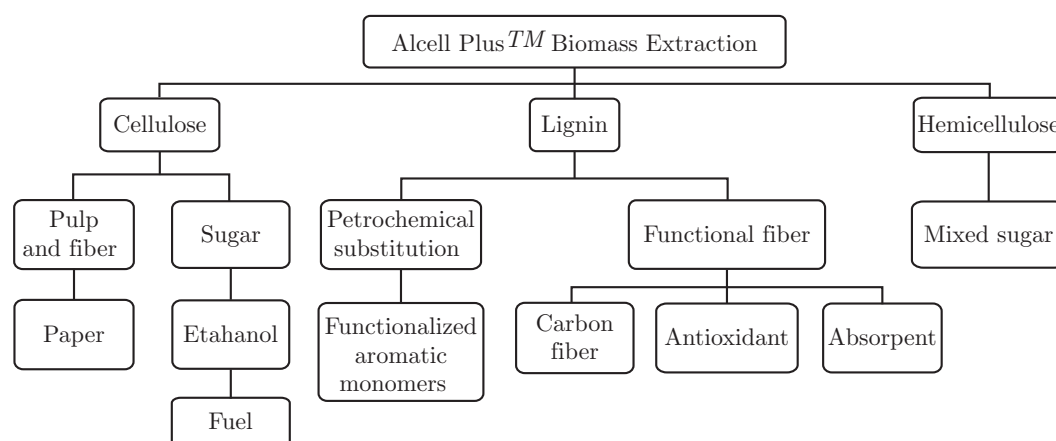 Alcell Plus TM Biomass Extraction
Cellulose
Lignin
Hemicellulose
Pulp
and fiber
Sugar
Petrochemical
substitution
Functional fiber
Mixed sugar
Paper
Etahanol
Functionalized
aromatic
monomers
Carbon
fiber
Antioxidant
Absorpent
Fuel